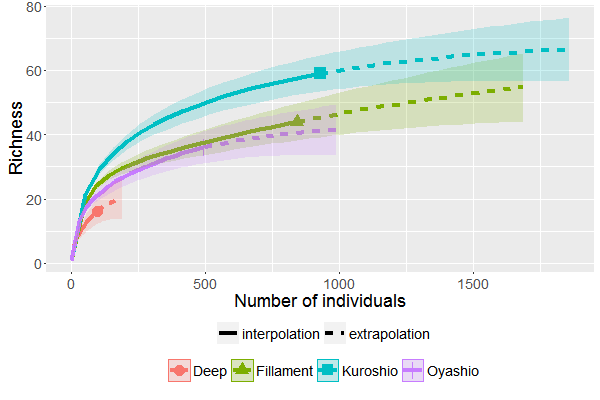 80
60
40
20
0
Richness
0 500 1000 1500
Number of individuals
interpolation extrapolation
Deep Fillament Kuroshio Oyashio